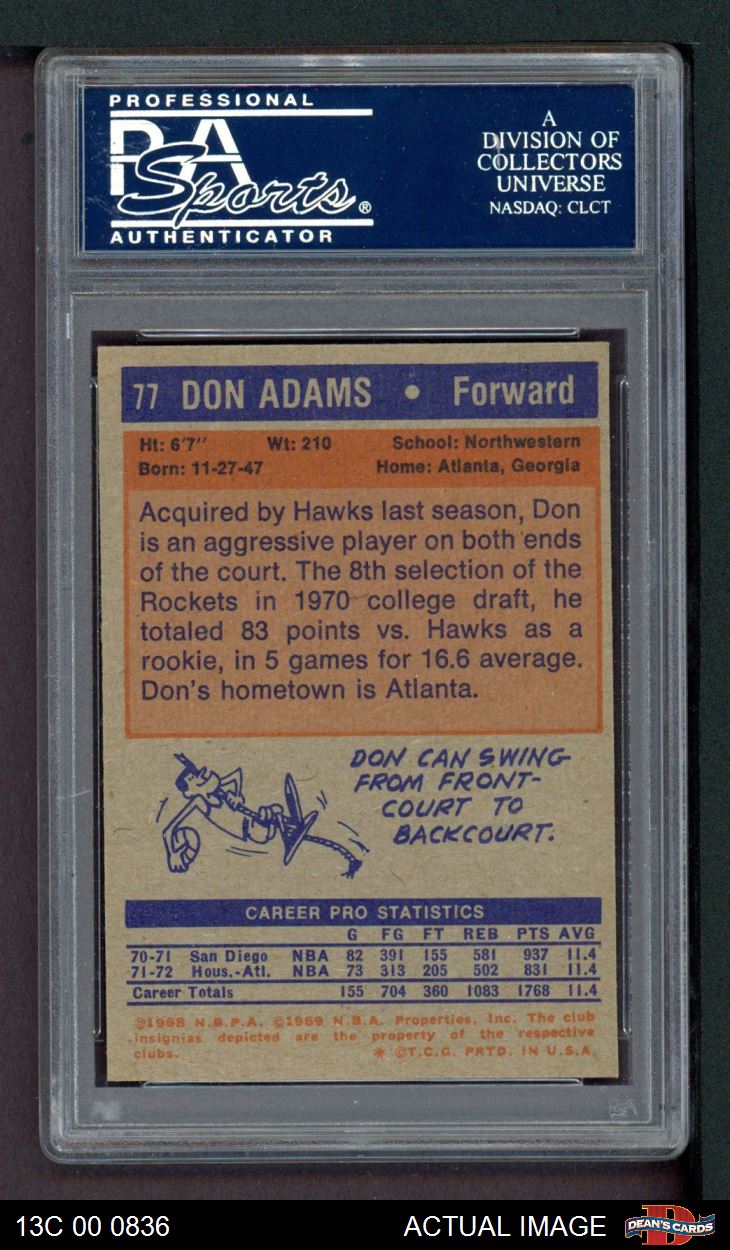 PROFESSIONAL
PSA
Sports®
AUTHENTICATOR
A
DIVISION OF
COLLECTORS
UNIVERSE
NASDAQ: CLCT
77 DON ADAMS • Forward
Ht: 6'7" Wt: 210 School: Northwestern
Born: 11-27-47 Home: Atlanta, Georgia
Acquired by Hawks last season, Don
is an aggressive player on both ends
of the court. The 8th selection of the
Rockets in 1970 college draft, he
totaled 83 points vs. Hawks as a
rookie, in 5 games for 16.6 average.
Don's hometown is Atlanta.
DON CAN SWING
FROM FRONT-
COURT TO
BACKCOURT.
CAREER PRO STATISTICS
G FG FT REB PTS AVG
70-71 San Diego NBA 82 391 155 581 937 11.4
71-72 Hous.-Atl. NBA 73 313 205 502 831 11.4
Career Totals 155 704 360 1083 1768 11.4
©1968 N.B.P.A. ©1969 N.B.A. Properties, Inc. The club
insignias depicted are the property of the respective
clubs. * ©T.C.G. PRTD. IN U.S.A.
13C 00 0836 ACTUAL IMAGE DEAN'S CARDS